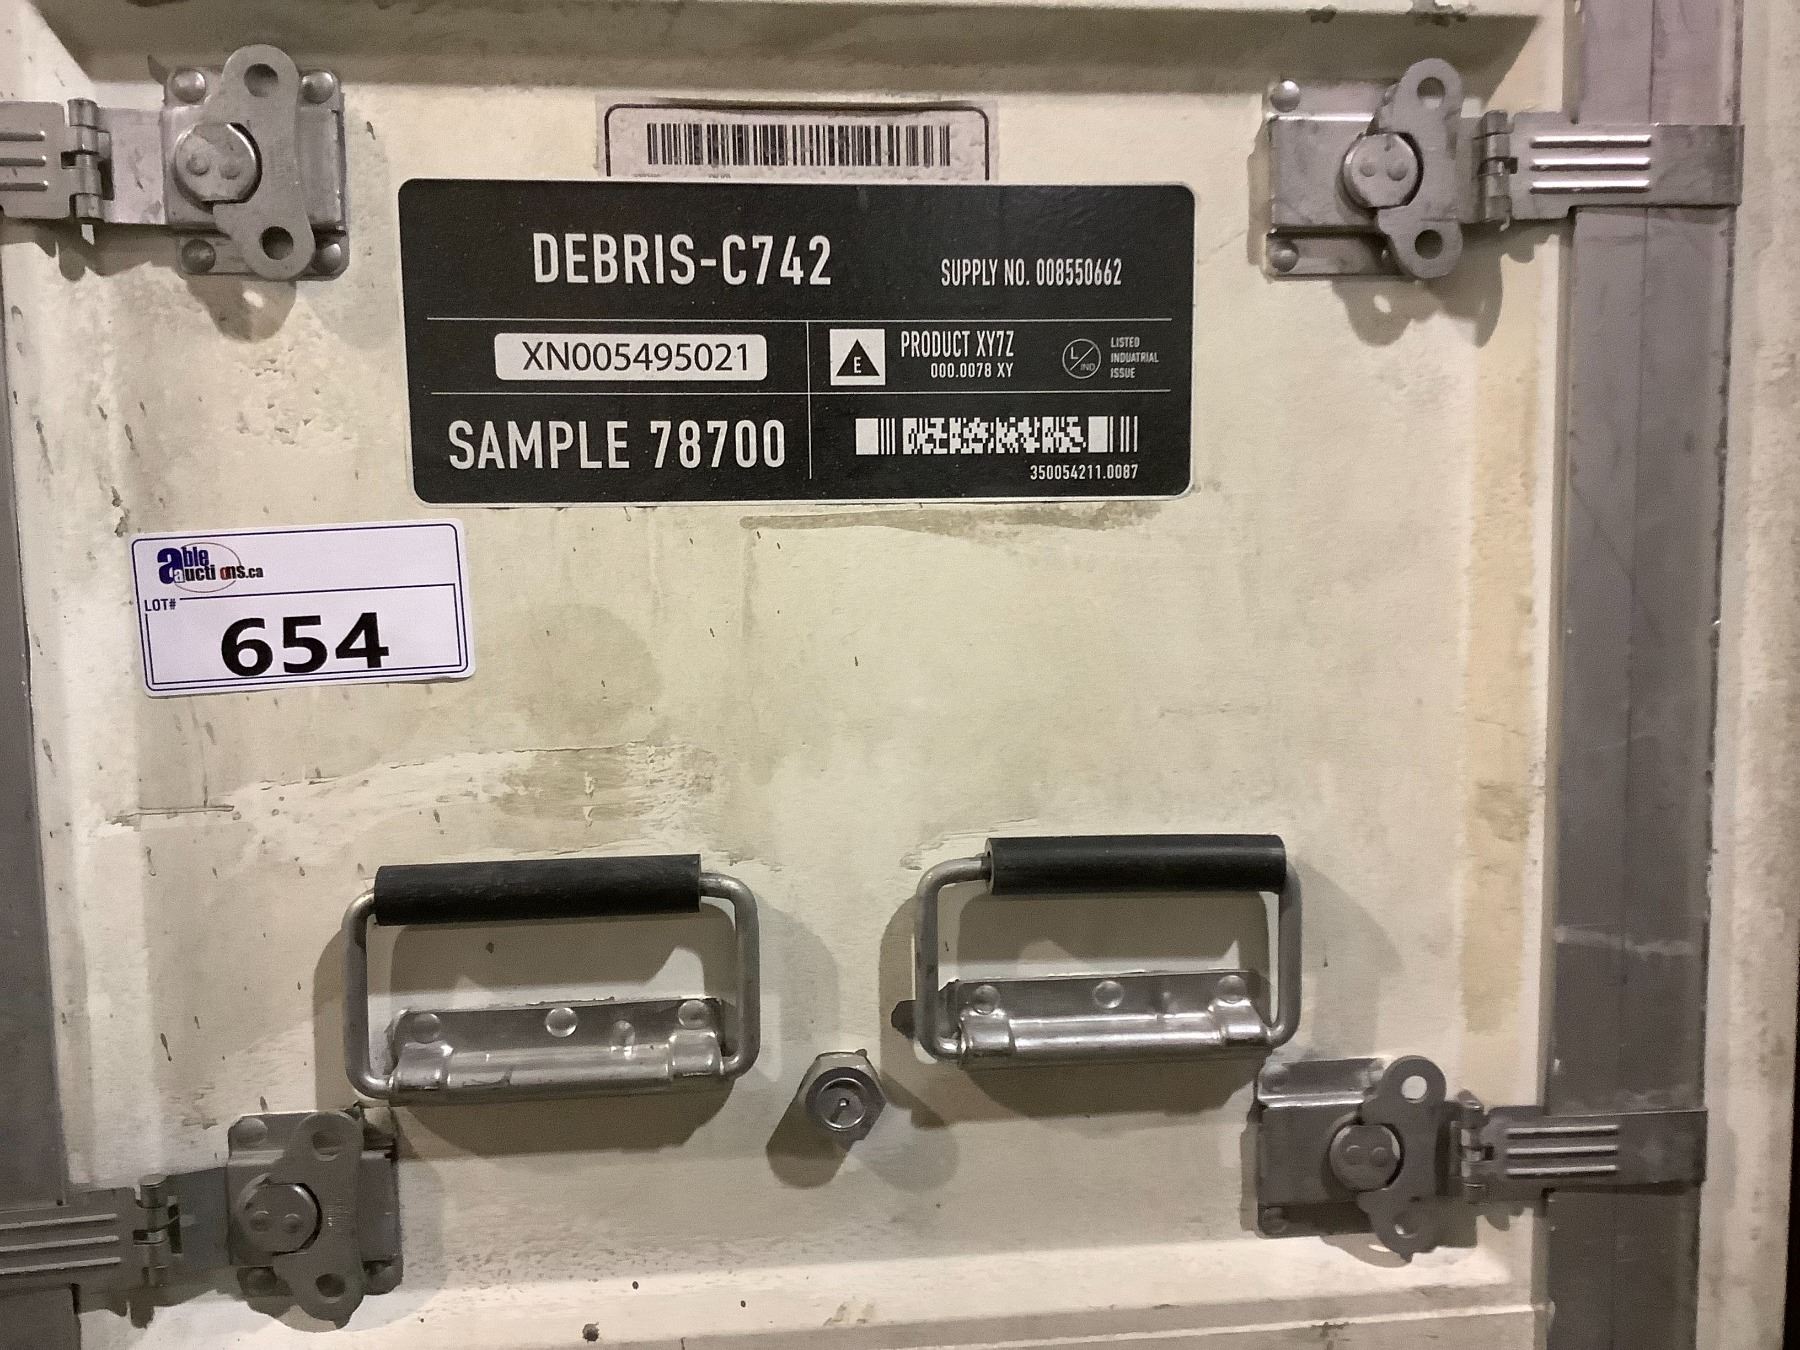 DEBRIS-C742
SUPPLY NO. 008550662
XN005495021
E
PRODUCT XY7Z
000.0078 XY
L/IND
LISTED
INDUATRIAL
ISSUE
SAMPLE 78700
350054211.0087
able
auctions.ca
LOT#
654